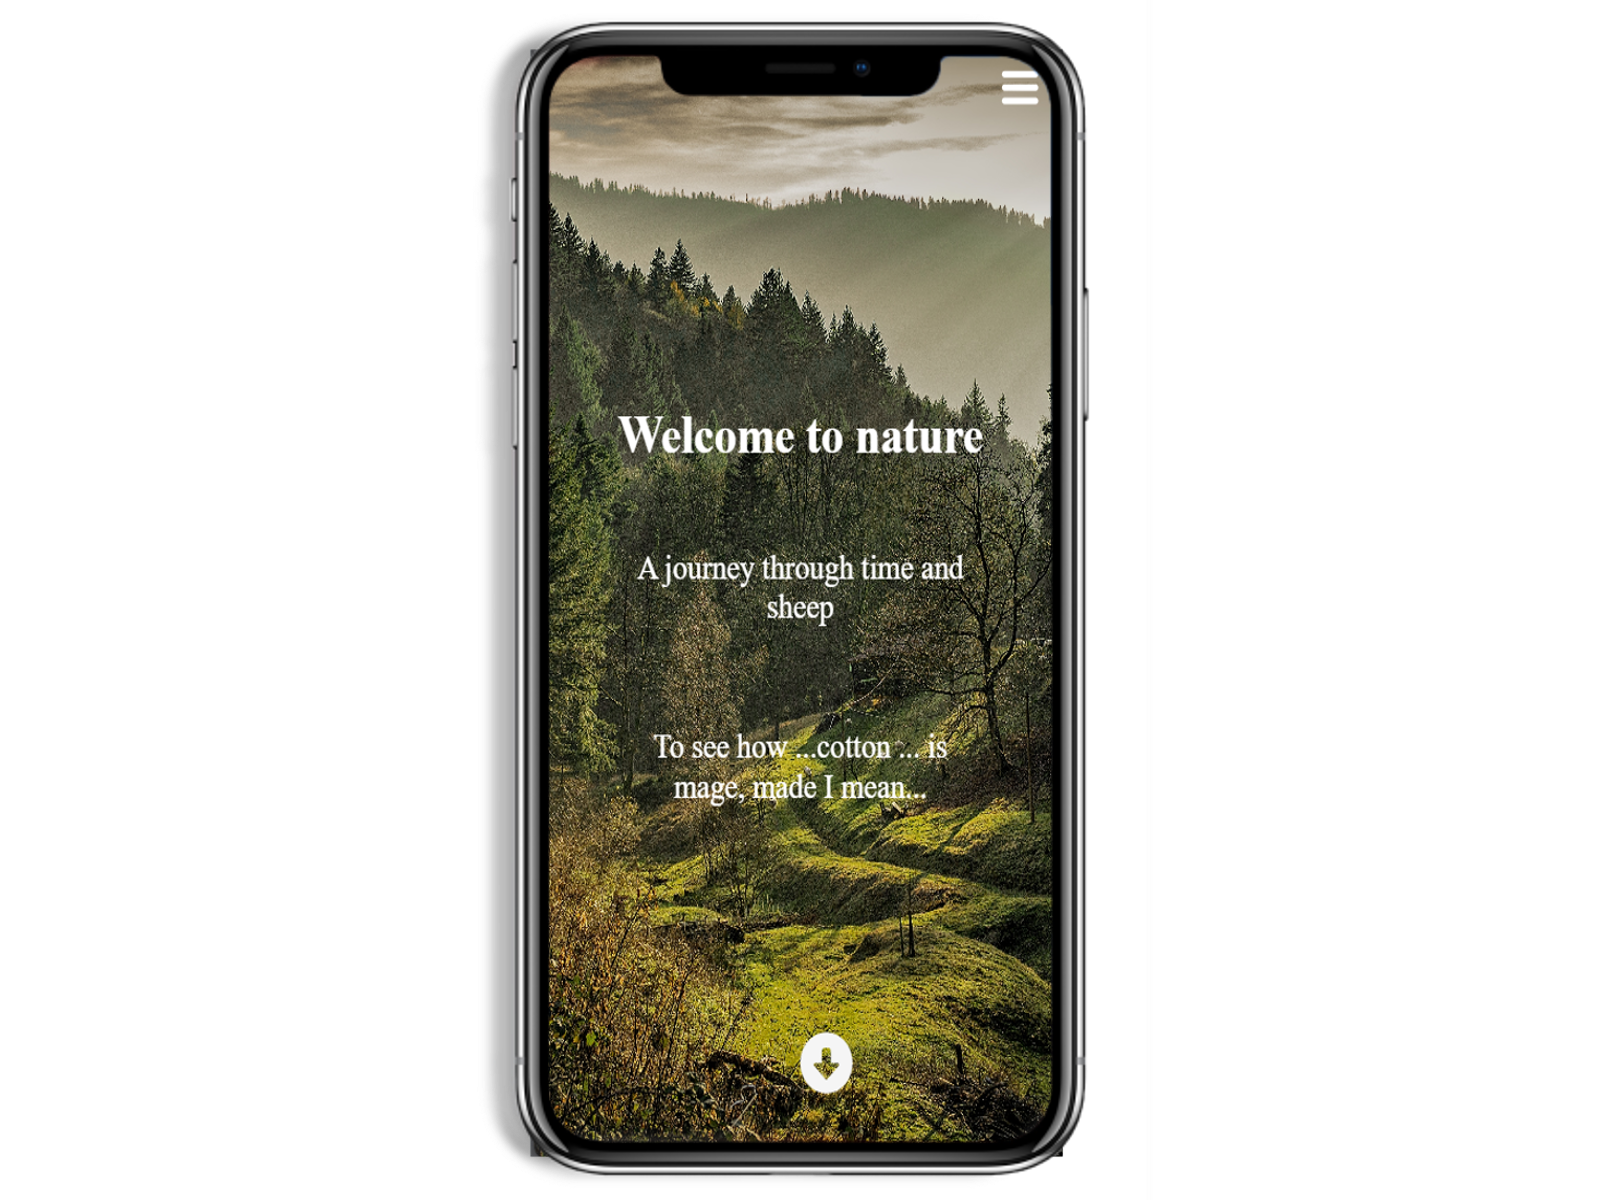 Welcome to nature
A journey through time and
sheep
To see how ...cotton ... is
mage, made I mean...